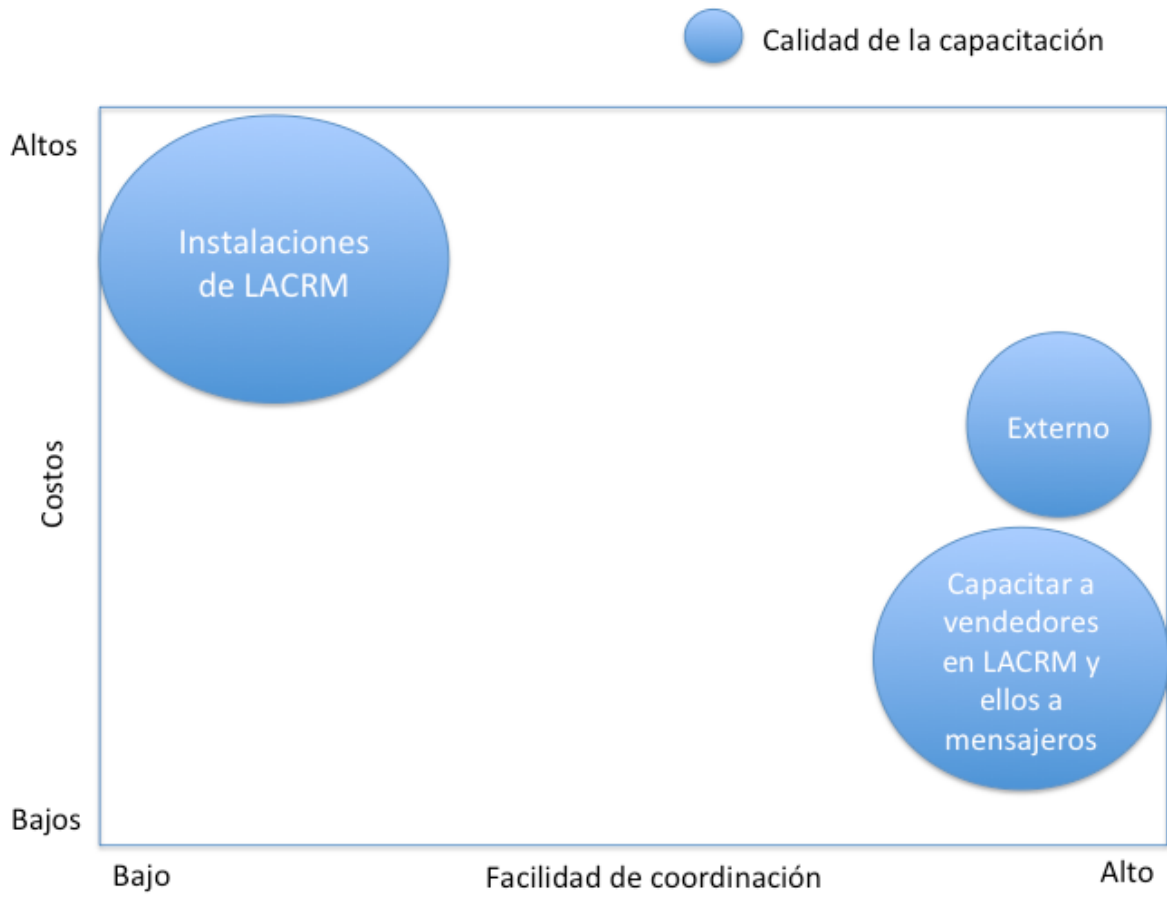 Calidad de la capacitación
Altos
Instalaciones
de LACRM
Externo
Costos
Capacitar a
vendedores
en LACRM y
ellos a
mensajeros
Bajos
Bajo
Facilidad de coordinación
Alto